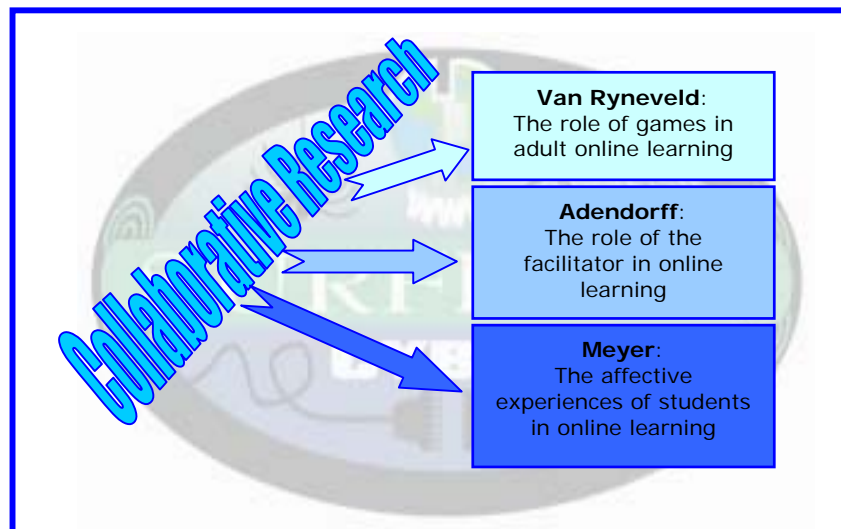 Collaborative Research
Van Ryneveld:
The role of games in
adult online learning
Adendorff:
The role of the
facilitator in online
learning
Meyer:
The affective
experiences of students
in online learning